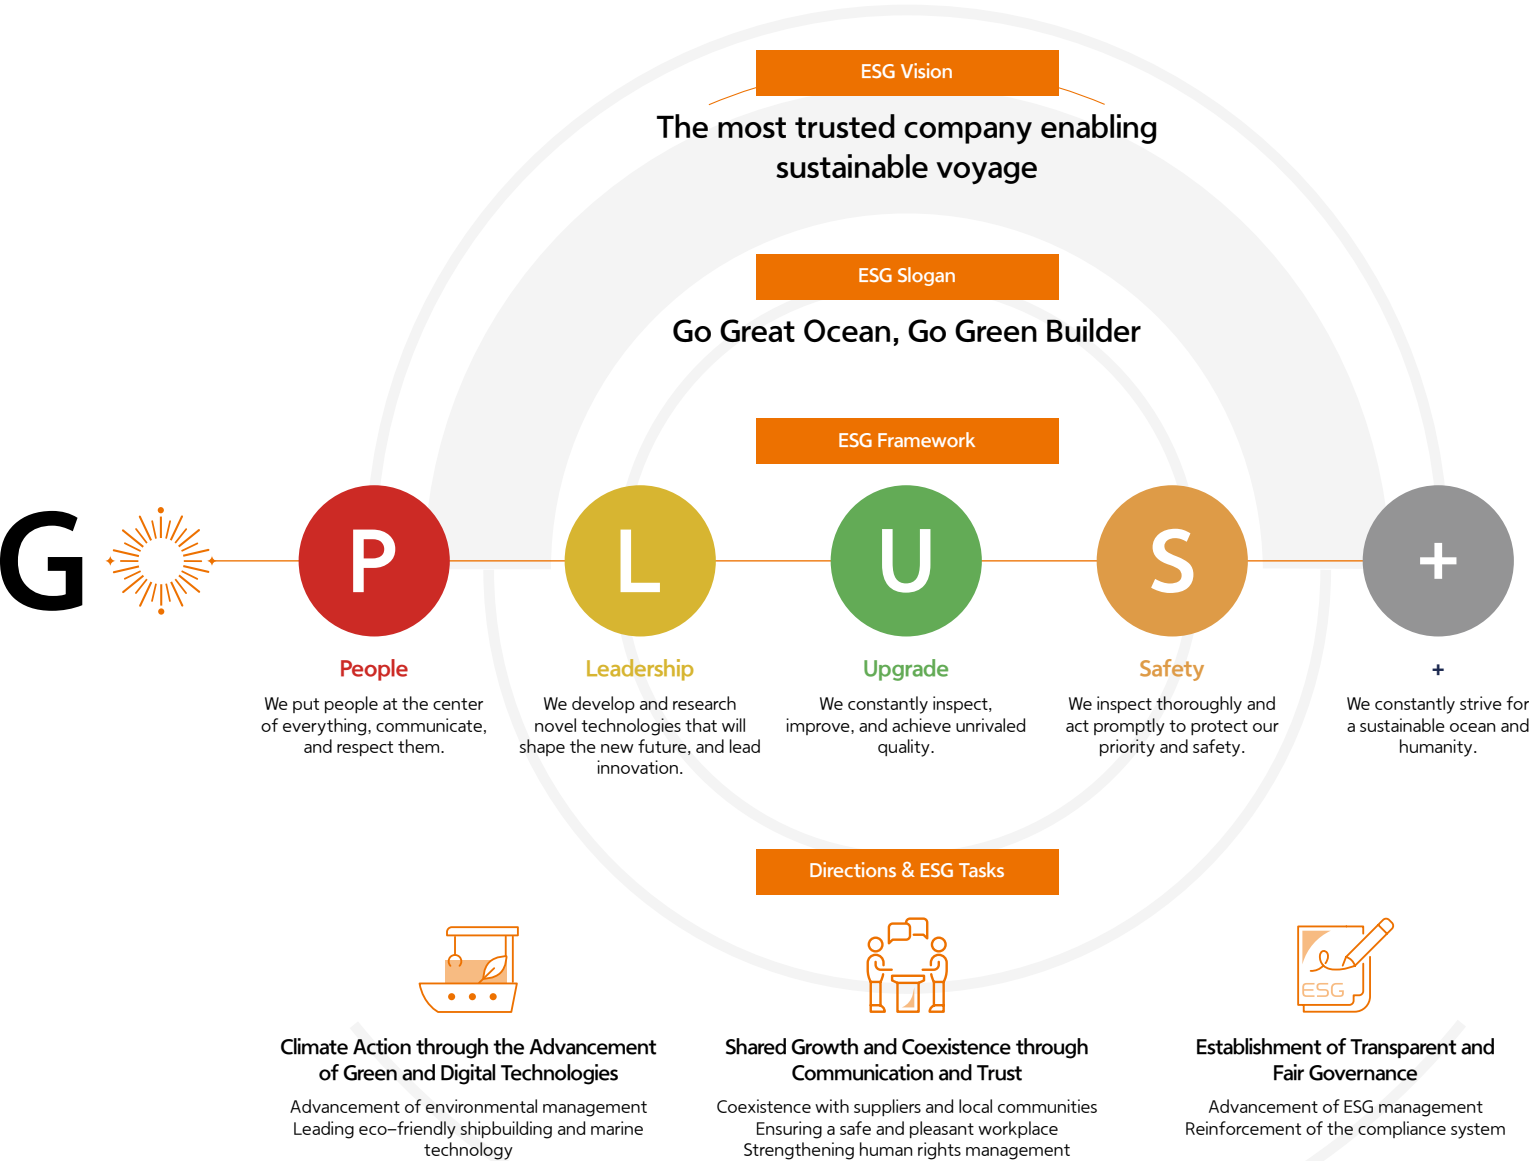 ESG Vision
The most trusted company enabling
sustainable voyage
ESG Slogan
Go Great Ocean, Go Green Builder
ESG Framework
G P L U S +
People
We put people at the center
of everything, communicate,
and respect them.
Leadership
We develop and research
novel technologies that will
shape the new future, and lead
innovation.
Upgrade
We constantly inspect,
improve, and achieve unrivaled
quality.
Safety
We inspect thoroughly and
act promptly to protect our
priority and safety.
+
We constantly strive for
a sustainable ocean and
humanity.
Directions & ESG Tasks
ESG
Climate Action through the Advancement
of Green and Digital Technologies
Advancement of environmental management
Leading eco-friendly shipbuilding and marine
technology
Shared Growth and Coexistence through
Communication and Trust
Coexistence with suppliers and local communities
Ensuring a safe and pleasant workplace
Strengthening human rights management
Establishment of Transparent and
Fair Governance
Advancement of ESG management
Reinforcement of the compliance system